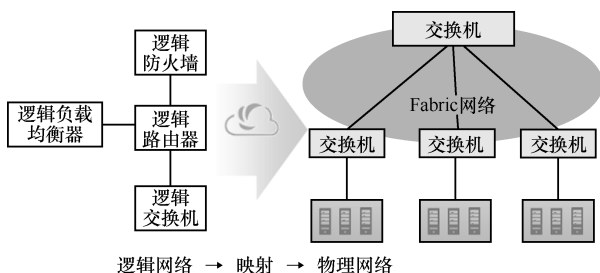 逻辑
防火墙
逻辑负载
均衡器
逻辑
路由器
逻辑
交换机
交换机
Fabric网络
交换机
交换机
交换机
逻辑网络 → 映射 → 物理网络